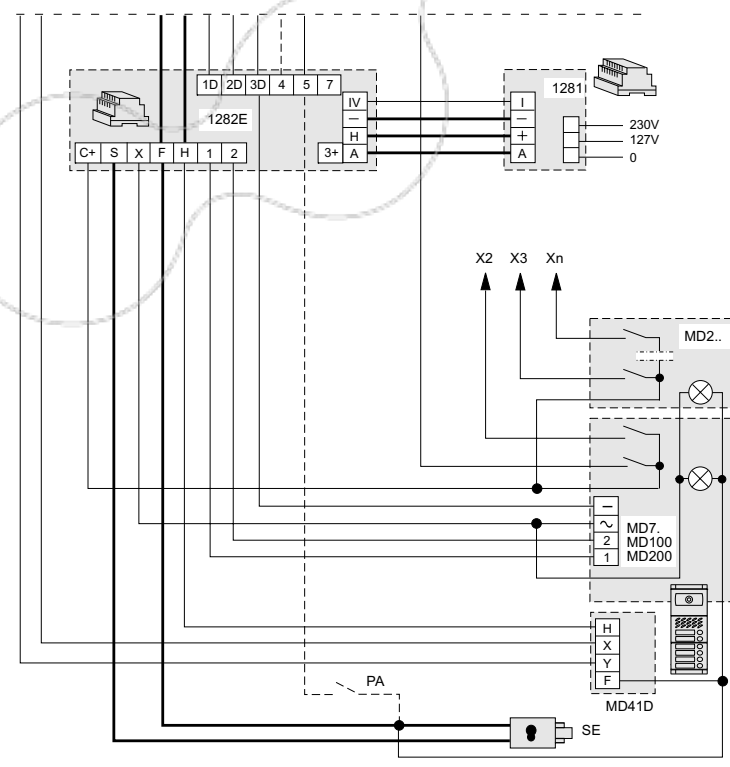 1D 2D 3D 4 5 7
1282E
IV
–
H
3+ A
C+ S X F H 1 2
1281
I
–
+
A
230V
127V
0
X2 X3 Xn
MD2..
–
~
2
1
MD7.
MD100
MD200
H
X
Y
F
MD41D
PA
SE